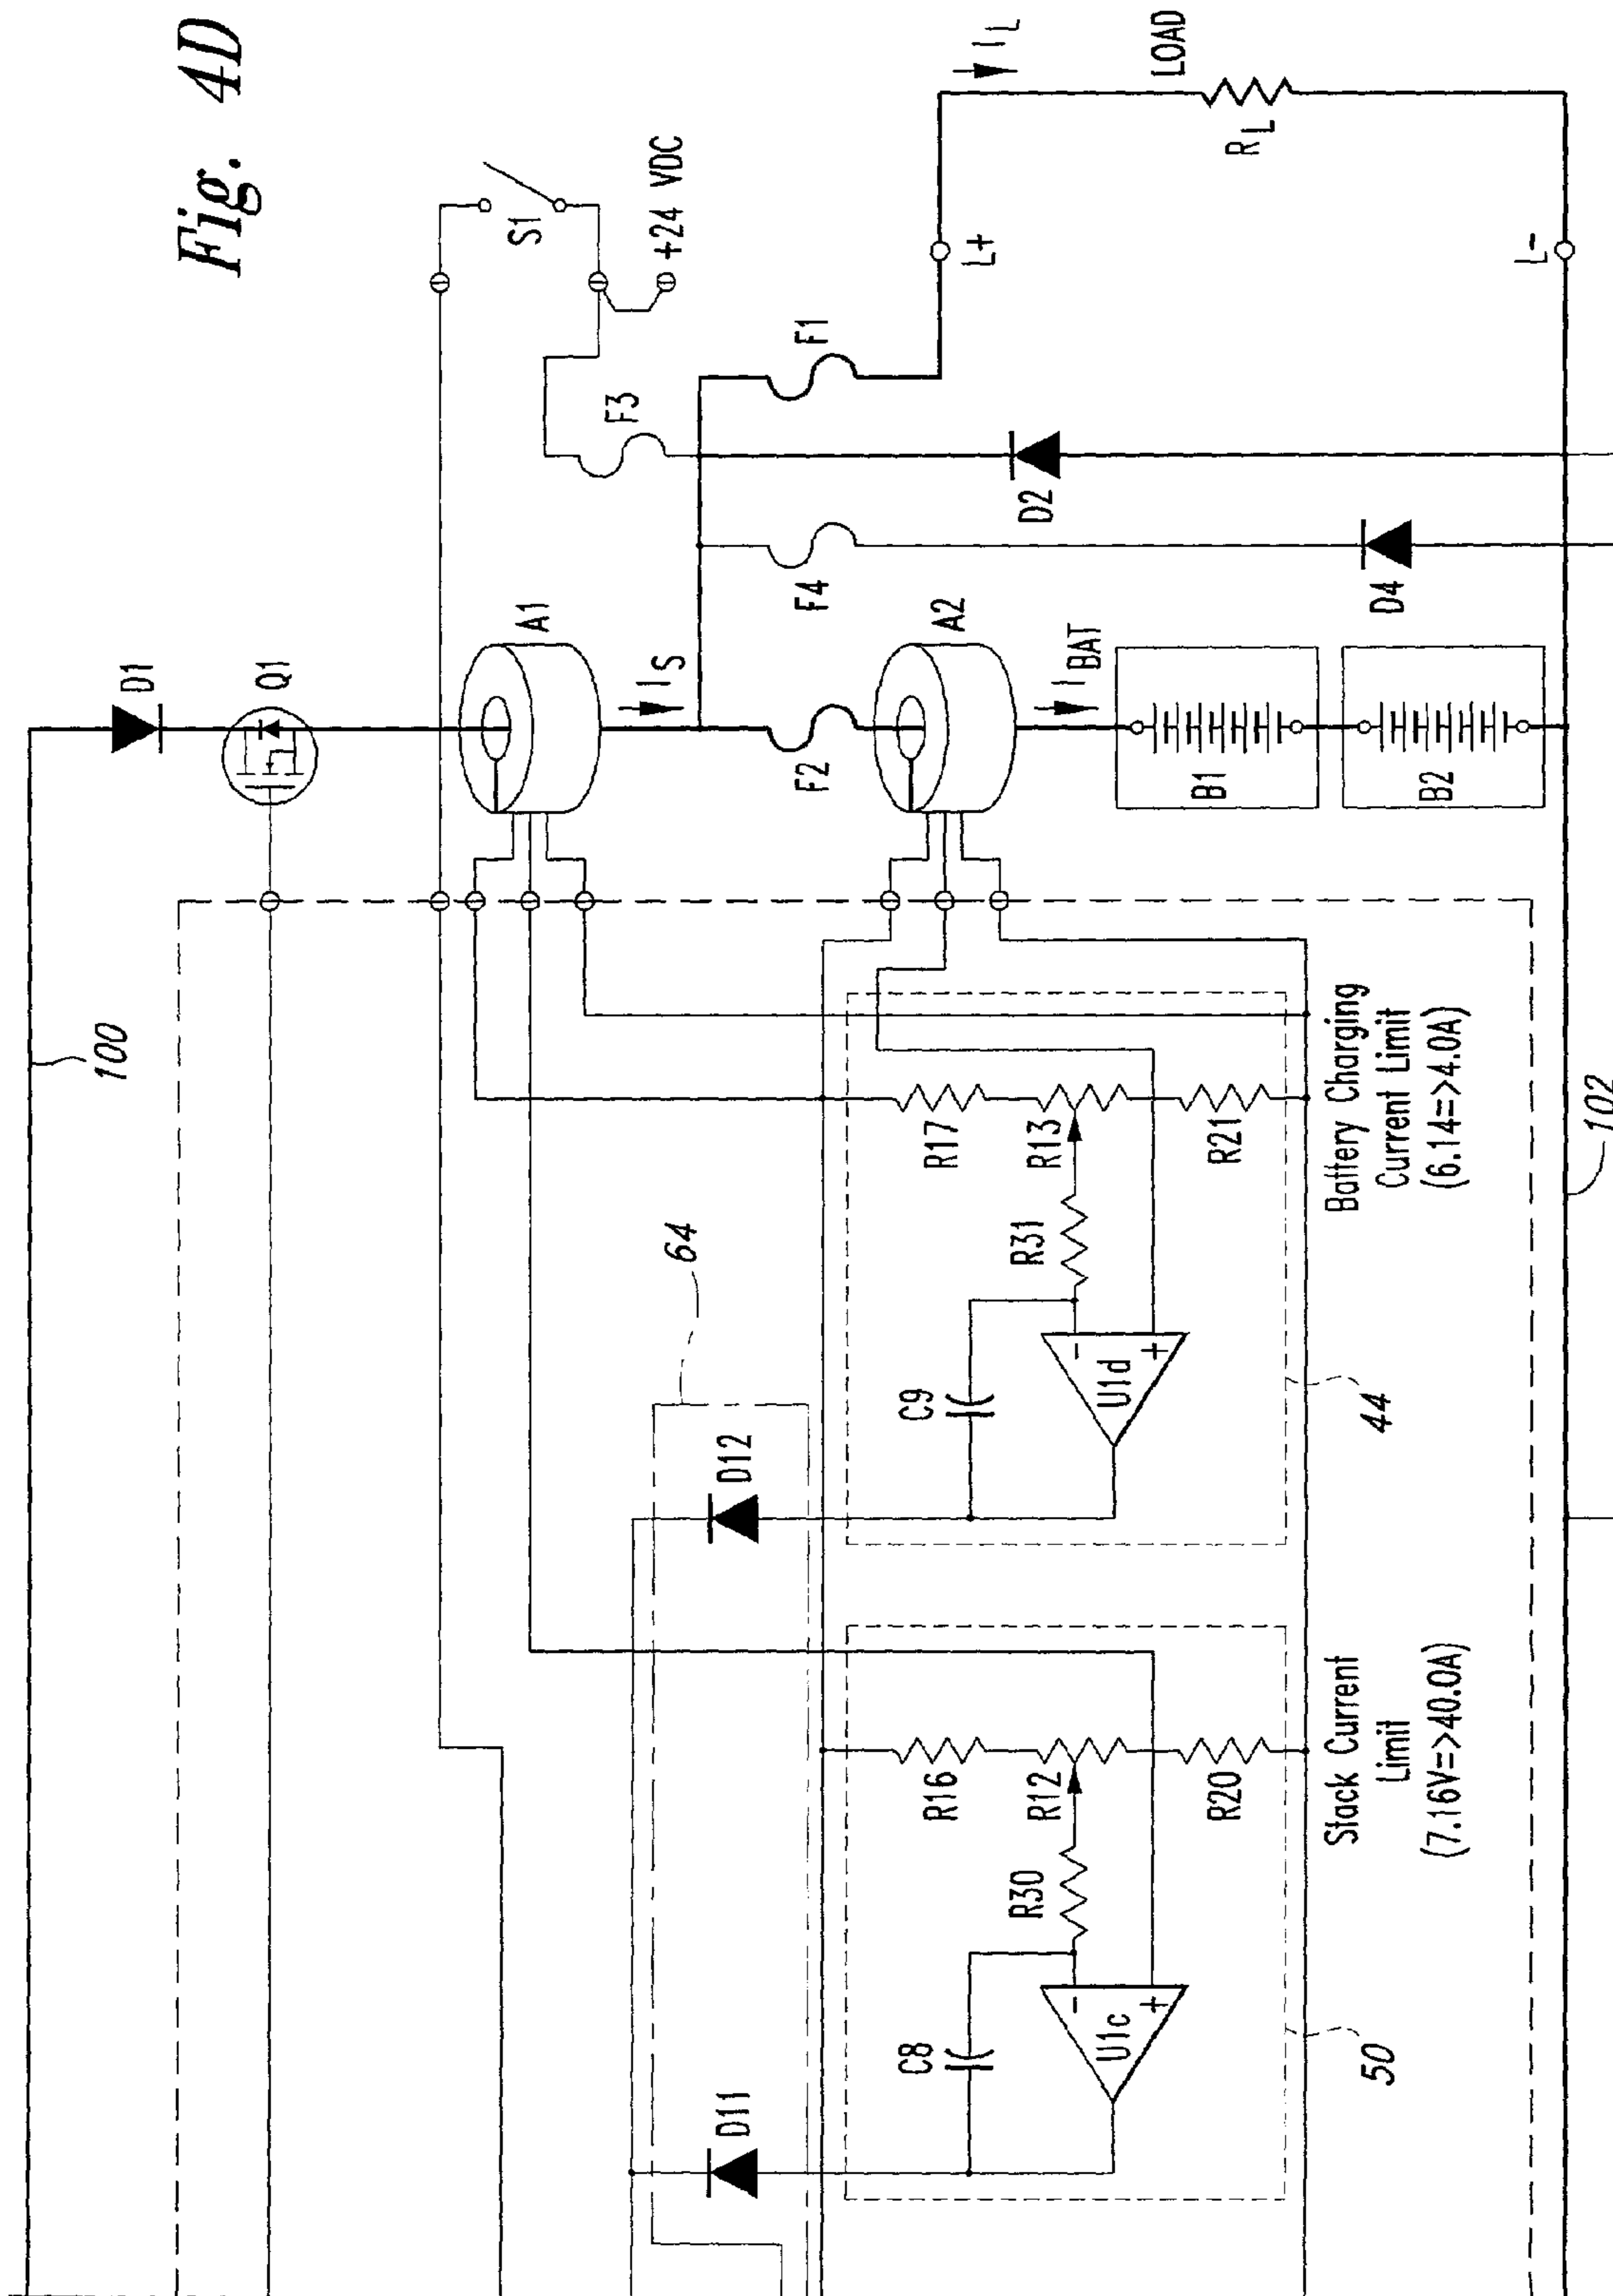 Fig. 4D
100
D1
Q1
S1
+24 VDC
A1
I S
F3
F1
F2
F4
L+
I L
LOAD
R L
L-
D2
D4
A2
I BAT
B1
B2
102
64
D12
D11
R17
R13
R21
R31
C9
- +
U1d
44
Battery Charging
Current Limit
(6.14=>4.0A)
R16
R12
R20
R30
C8
- +
U1c
50
Stack Current
Limit
(7.16V=>40.0A)